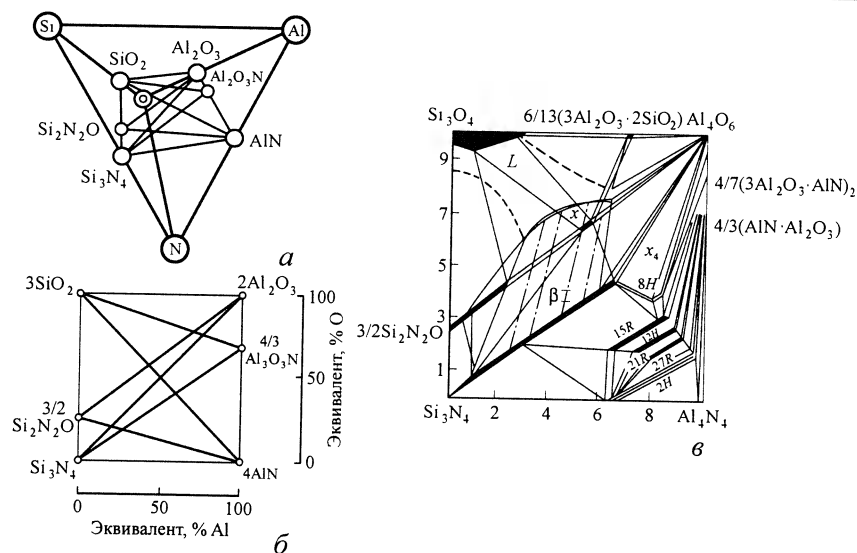 Si
Al
Al₂O₃
SiO₂
Al₂O₃N
O
Si₂N₂O
AlN
Si₃N₄
N
а
3SiO₂
2Al₂O₃
100
4/3
Al₃O₃N
50
3/2
Si₂N₂O
Si₃N₄
4AlN
0
Эквивалент, % O
0
50
100
Эквивалент, % Al
б
Si₃O₄
6/13(3Al₂O₃·2SiO₂)
Al₄O₆
9
L
4/7(3Al₂O₃·AlN)₂
7
x
4/3(AlN·Al₂O₃)
x₄
5
8H
β
3
3/2Si₂N₂O
15R
12H
1
21R
27R
2H
Si₃N₄
2
4
6
8
Al₄N₄
в